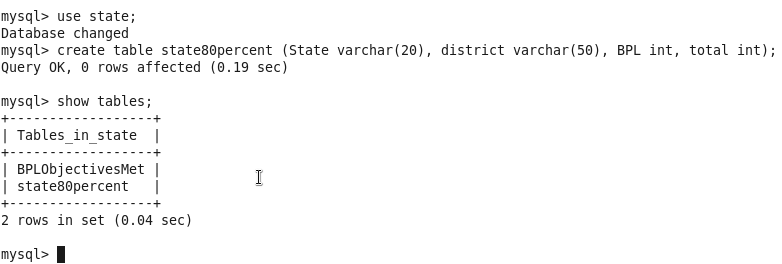 mysql> use state;
Database changed
mysql> create table state80percent (State varchar(20), district varchar(50), BPL int, total int);
Query OK, 0 rows affected (0.19 sec)

mysql> show tables;
+------------------+
| Tables_in_state  |
+------------------+
| BPLObjectivesMet |
| state80percent   |
+------------------+
2 rows in set (0.04 sec)

mysql>